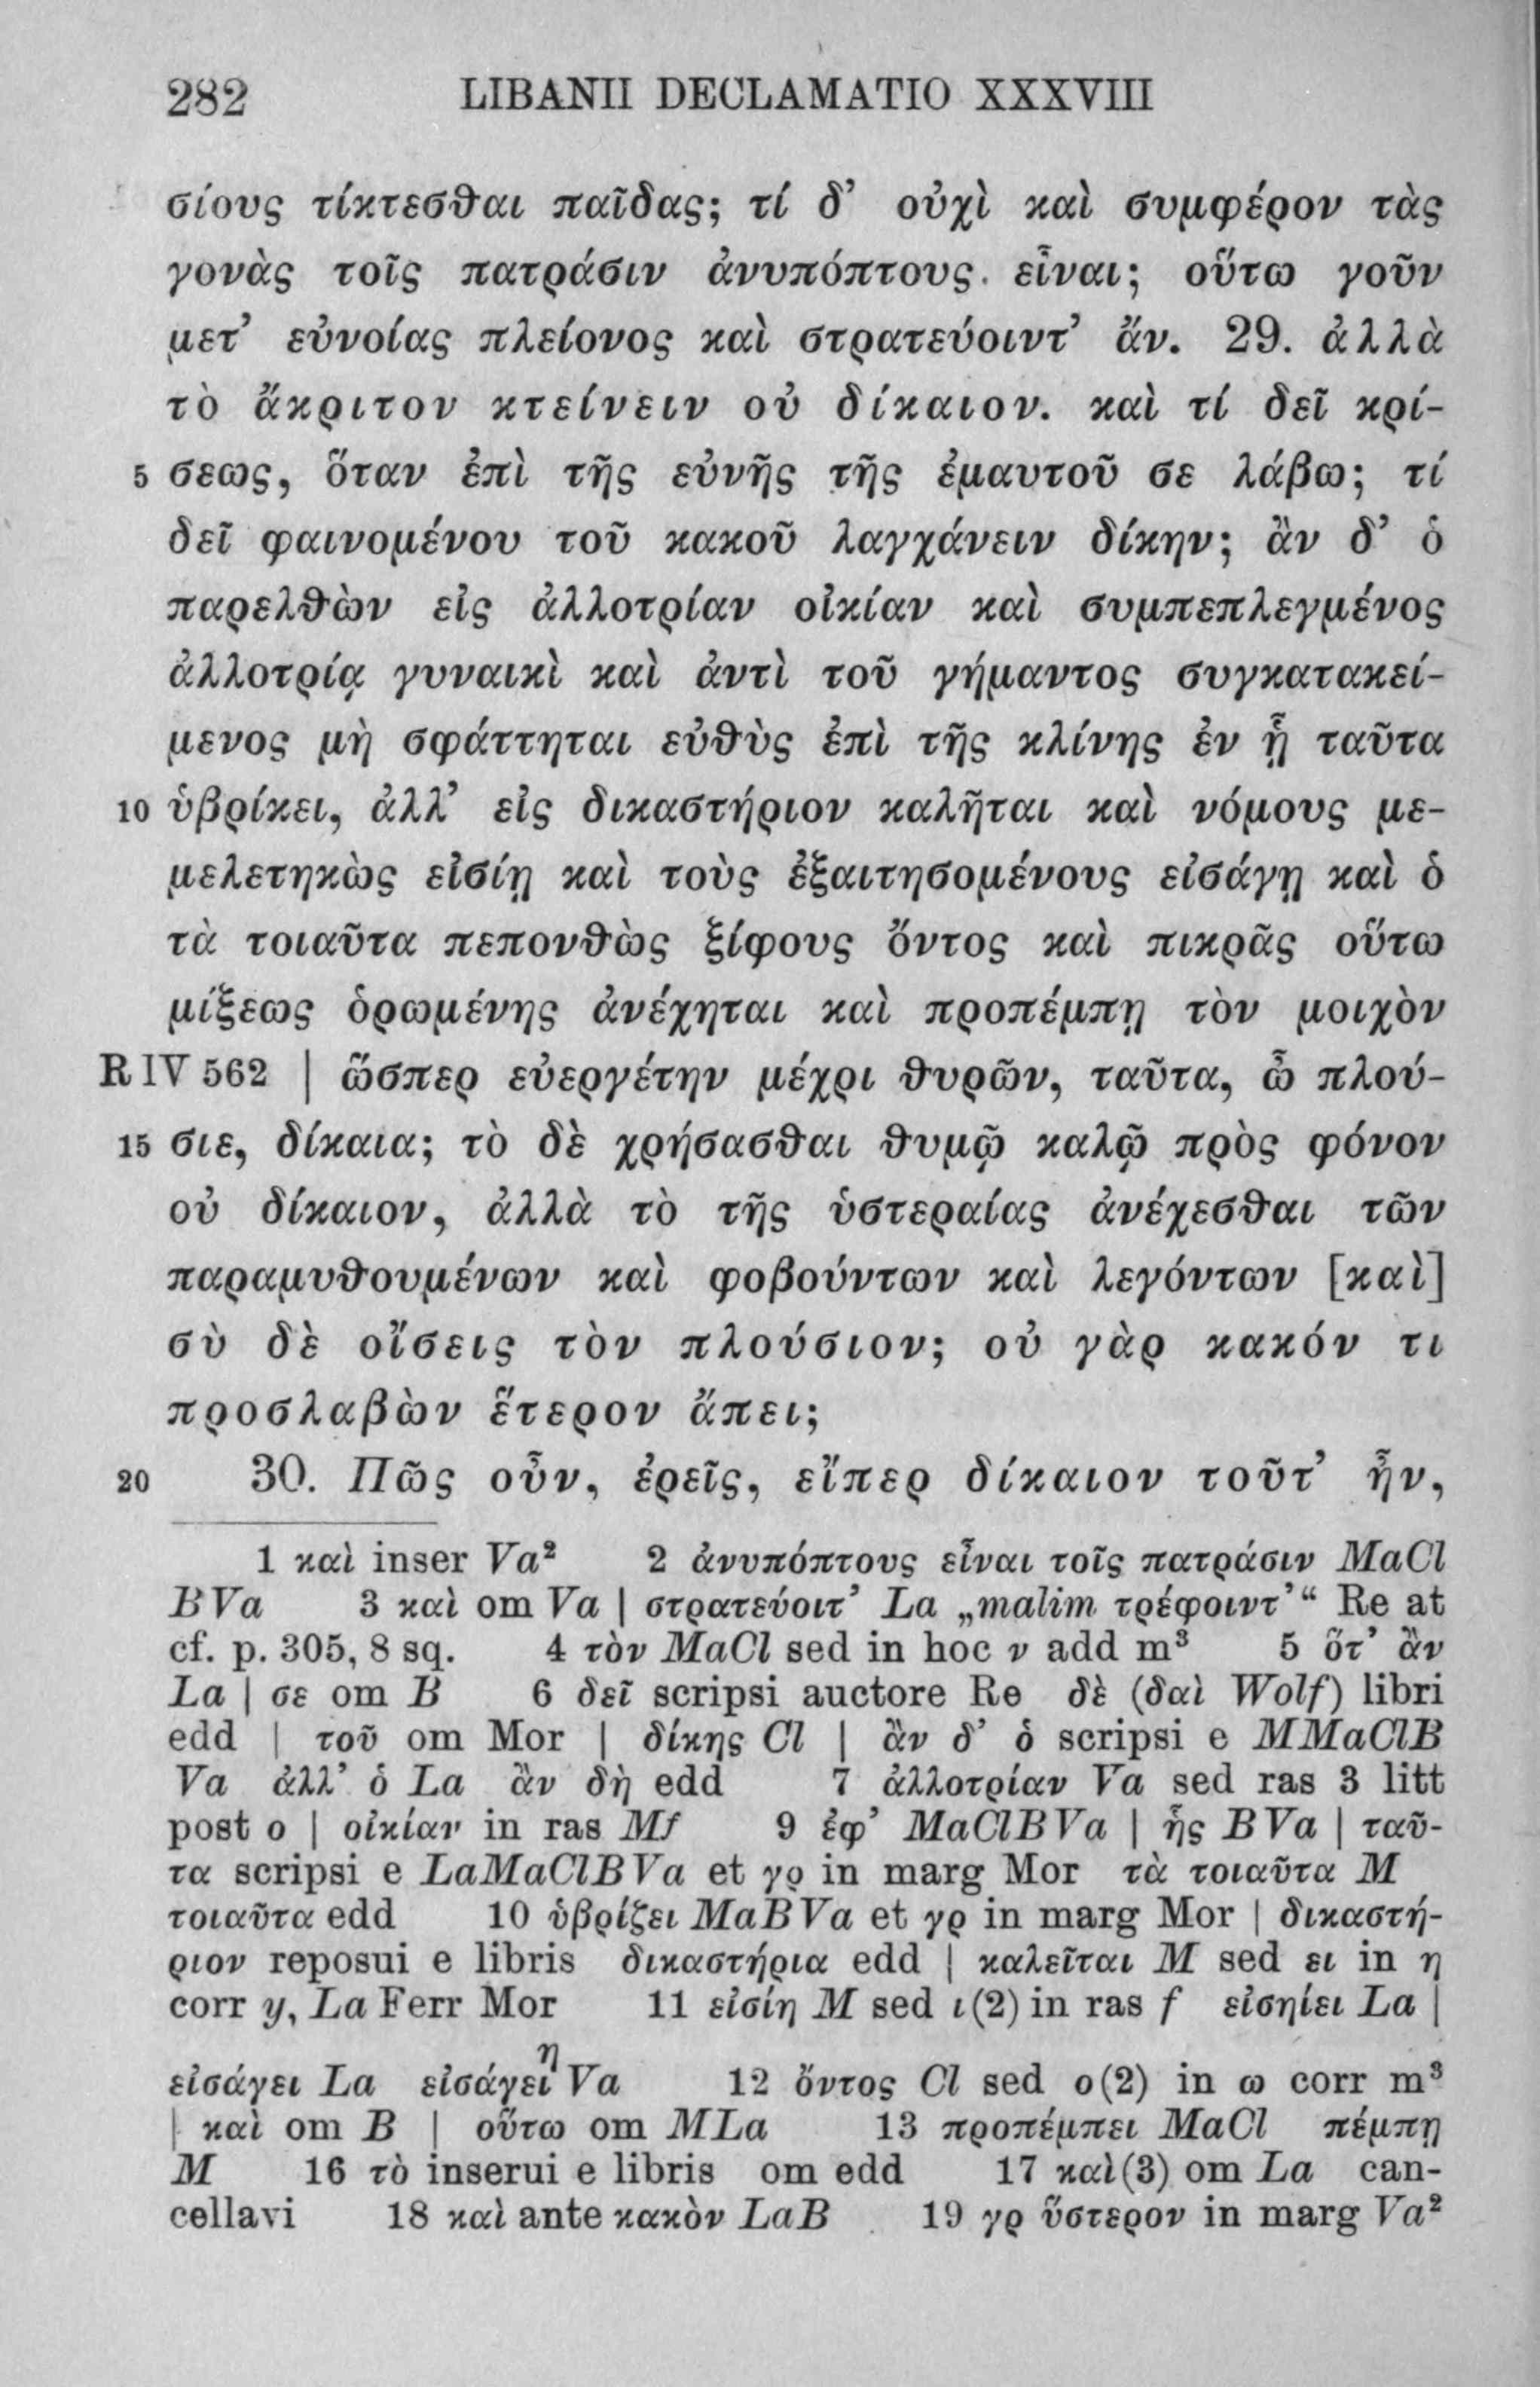 282 LIBANII DECLAMATIO XXXVIII
σίους τίκτεσθαι παῖδας; τί δ’ οὐχὶ καὶ συμφέρον τὰς
γονὰς τοῖς πατράσιν ἀνυπόπτους εἶναι; οὕτω γοῦν
μετ’ εὐνοίας πλείονος καὶ στρατεύοιντ’ ἄν. 29. ἀλλὰ
τὸ ἄκριτον κτείνειν οὐ δίκαιον. καὶ τί δεῖ κρί-
5 σεως, ὅταν ἐπὶ τῆς εὐνῆς τῆς ἐμαυτοῦ σε λάβω; τί
δεῖ φαινομένου τοῦ κακοῦ λαγχάνειν δίκην; ἂν δ’ ὁ
παρελθὼν εἰς ἀλλοτρίαν οἰκίαν καὶ συμπεπλεγμένος
ἀλλοτρίᾳ γυναικὶ καὶ ἀντὶ τοῦ γήμαντος συγκατακεί-
μενος μὴ σφάττηται εὐθὺς ἐπὶ τῆς κλίνης ἐν ᾗ ταῦτα
10 ὑβρίκει, ἀλλ’ εἰς δικαστήριον καλῆται καὶ νόμους με-
μελετηκὼς εἰσίῃ καὶ τοὺς ἐξαιτησομένους εἰσάγῃ καὶ ὁ
τὰ τοιαῦτα πεπονθὼς ξίφους ὄντος καὶ πικρᾶς οὕτω
μίξεως ὁρωμένης ἀνέχηται καὶ προπέμπῃ τὸν μοιχὸν
R IV 562 | ὥσπερ εὐεργέτην μέχρι θυρῶν, ταῦτα, ὦ πλού-
15 σιε, δίκαια; τὸ δὲ χρήσασθαι θυμῷ καλῷ πρὸς φόνον
οὐ δίκαιον, ἀλλὰ τὸ τῆς ὑστεραίας ἀνέχεσθαι τῶν
παραμυθουμένων καὶ φοβούντων καὶ λεγόντων [καὶ]
σὺ δὲ οἴσεις τὸν πλούσιον; οὐ γὰρ κακόν τι
προσλαβὼν ἕτερον ἄπει;
20 30. Πῶς οὖν, ἐρεῖς, εἴπερ δίκαιον τοῦτ’ ἦν,
1 καὶ inser Va² 2 ἀνυπόπτους εἶναι τοῖς πατράσιν MaCl
BVa 3 καὶ om Va | στρατεύοιτ’ La „malim τρέφοιντ’“ Re at
cf. p. 305, 8 sq. 4 τὸν MaCl sed in hoc ν add m³ 5 ὅτ’ ἂν
La | σε om B 6 δεῖ scripsi auctore Re δὲ (δαὶ Wolf) libri
edd | τοῦ om Mor | δίκης Cl | ἂν δ’ ὁ scripsi e MMaClB
Va ἀλλ’ ὁ La ἂν δὴ edd 7 ἀλλοτρίαν Va sed ras 3 litt
post ο | οἰκίαν in ras Mf 9 ἐφ’ MaClBVa | ἧς BVa | ταῦ-
τα scripsi e LaMaClBVa et γρ in marg Mor τὰ τοιαῦτα M
τοιαῦτα edd 10 ὑβρίζει MaBVa et γρ in marg Mor | δικαστή-
ριον reposui e libris δικαστήρια edd | καλεῖται M sed ει in η
corr y, La Ferr Mor 11 εἰσίη M sed ι(2) in ras f εἰσηίει La |
εἰσάγει La εἰσάγειη Va 12 ὄντος Cl sed ο(2) in ω corr m³
| καὶ om B | οὕτω om MLa 13 προπέμπει MaCl πέμπῃ
M 16 τὸ inserui e libris om edd 17 καὶ(3) om La can-
cellavi 18 καὶ ante κακὸν LaB 19 γρ ὕστερον in marg Va²